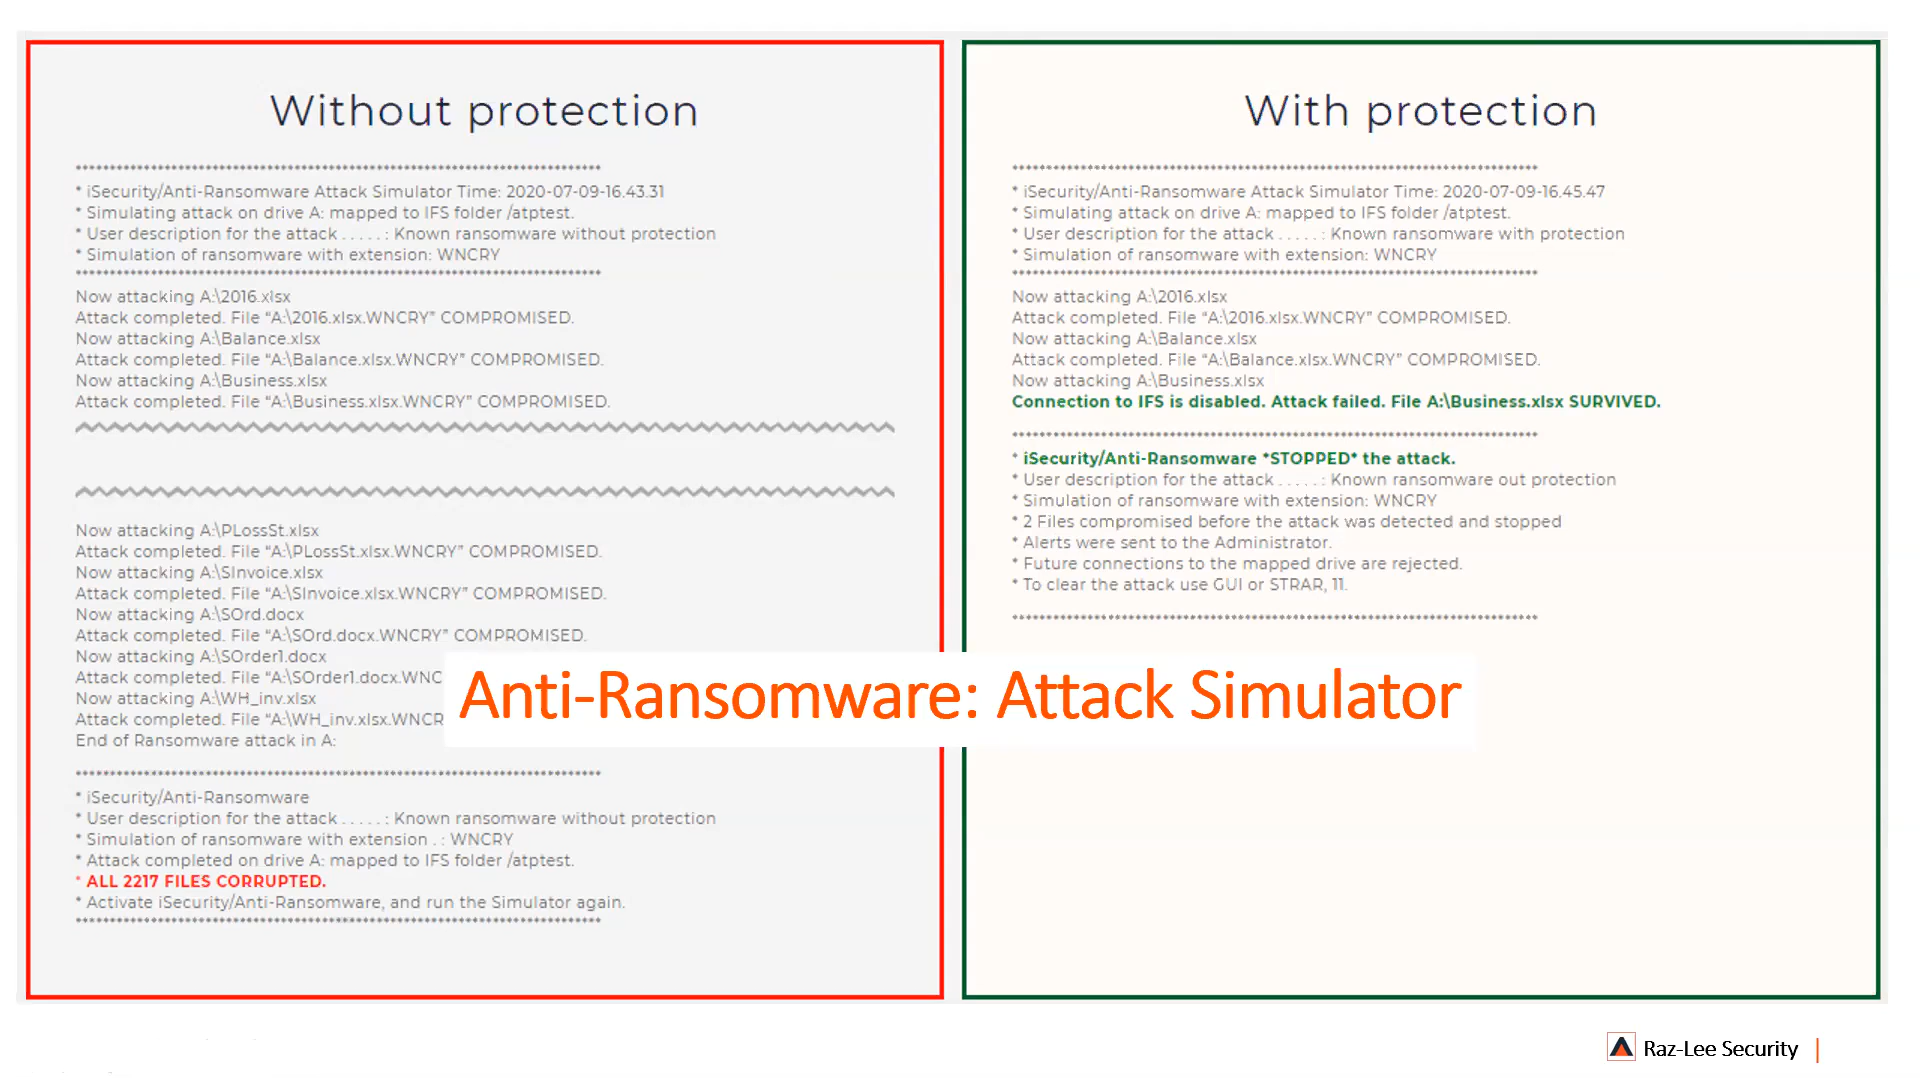 Without protection
* iSecurity/Anti-Ransomware Attack Simulator Time: 2020-07-09-16.43.31
* Simulating attack on drive A: mapped to IFS folder /atptest.
* User description for the attack . . . . . : Known ransomware without protection
* Simulation of ransomware with extension: WNCRY
Now attacking A:\2016.xlsx
Attack completed. File “A:\2016.xlsx.WNCRY” COMPROMISED.
Now attacking A:\Balance.xlsx
Attack completed. File “A:\Balance.xlsx.WNCRY” COMPROMISED.
Now attacking A:\Business.xlsx
Attack completed. File “A:\Business.xlsx.WNCRY” COMPROMISED.
Now attacking A:\PLossSt.xlsx
Attack completed. File “A:\PLossSt.xlsx.WNCRY” COMPROMISED.
Now attacking A:\SInvoice.xlsx
Attack completed. File “A:\SInvoice.xlsx.WNCRY” COMPROMISED.
Now attacking A:\SOrd.docx
Attack completed. File “A:\SOrd.docx.WNCRY” COMPROMISED.
Now attacking A:\SOrder1.docx
Attack completed. File “A:\SOrder1.docx.WNC
Now attacking A:\WH_inv.xlsx
Attack completed. File “A:\WH_inv.xlsx.WNCR
End of Ransomware attack in A:
* iSecurity/Anti-Ransomware
* User description for the attack . . . . . : Known ransomware without protection
* Simulation of ransomware with extension . : WNCRY
* Attack completed on drive A: mapped to IFS folder /atptest.
* ALL 2217 FILES CORRUPTED.
* Activate iSecurity/Anti-Ransomware, and run the Simulator again.
With protection
* iSecurity/Anti-Ransomware Attack Simulator Time: 2020-07-09-16.45.47
* Simulating attack on drive A: mapped to IFS folder /atptest.
* User description for the attack . . . . . : Known ransomware with protection
* Simulation of ransomware with extension: WNCRY
Now attacking A:\2016.xlsx
Attack completed. File “A:\2016.xlsx.WNCRY” COMPROMISED.
Now attacking A:\Balance.xlsx
Attack completed. File “A:\Balance.xlsx.WNCRY” COMPROMISED.
Now attacking A:\Business.xlsx
Connection to IFS is disabled. Attack failed. File A:\Business.xlsx SURVIVED.
* iSecurity/Anti-Ransomware *STOPPED* the attack.
* User description for the attack . . . . . : Known ransomware out protection
* Simulation of ransomware with extension: WNCRY
* 2 Files compromised before the attack was detected and stopped
* Alerts were sent to the Administrator.
* Future connections to the mapped drive are rejected.
* To clear the attack use GUI or STRAR, 11.
Anti-Ransomware: Attack Simulator
Raz-Lee Security